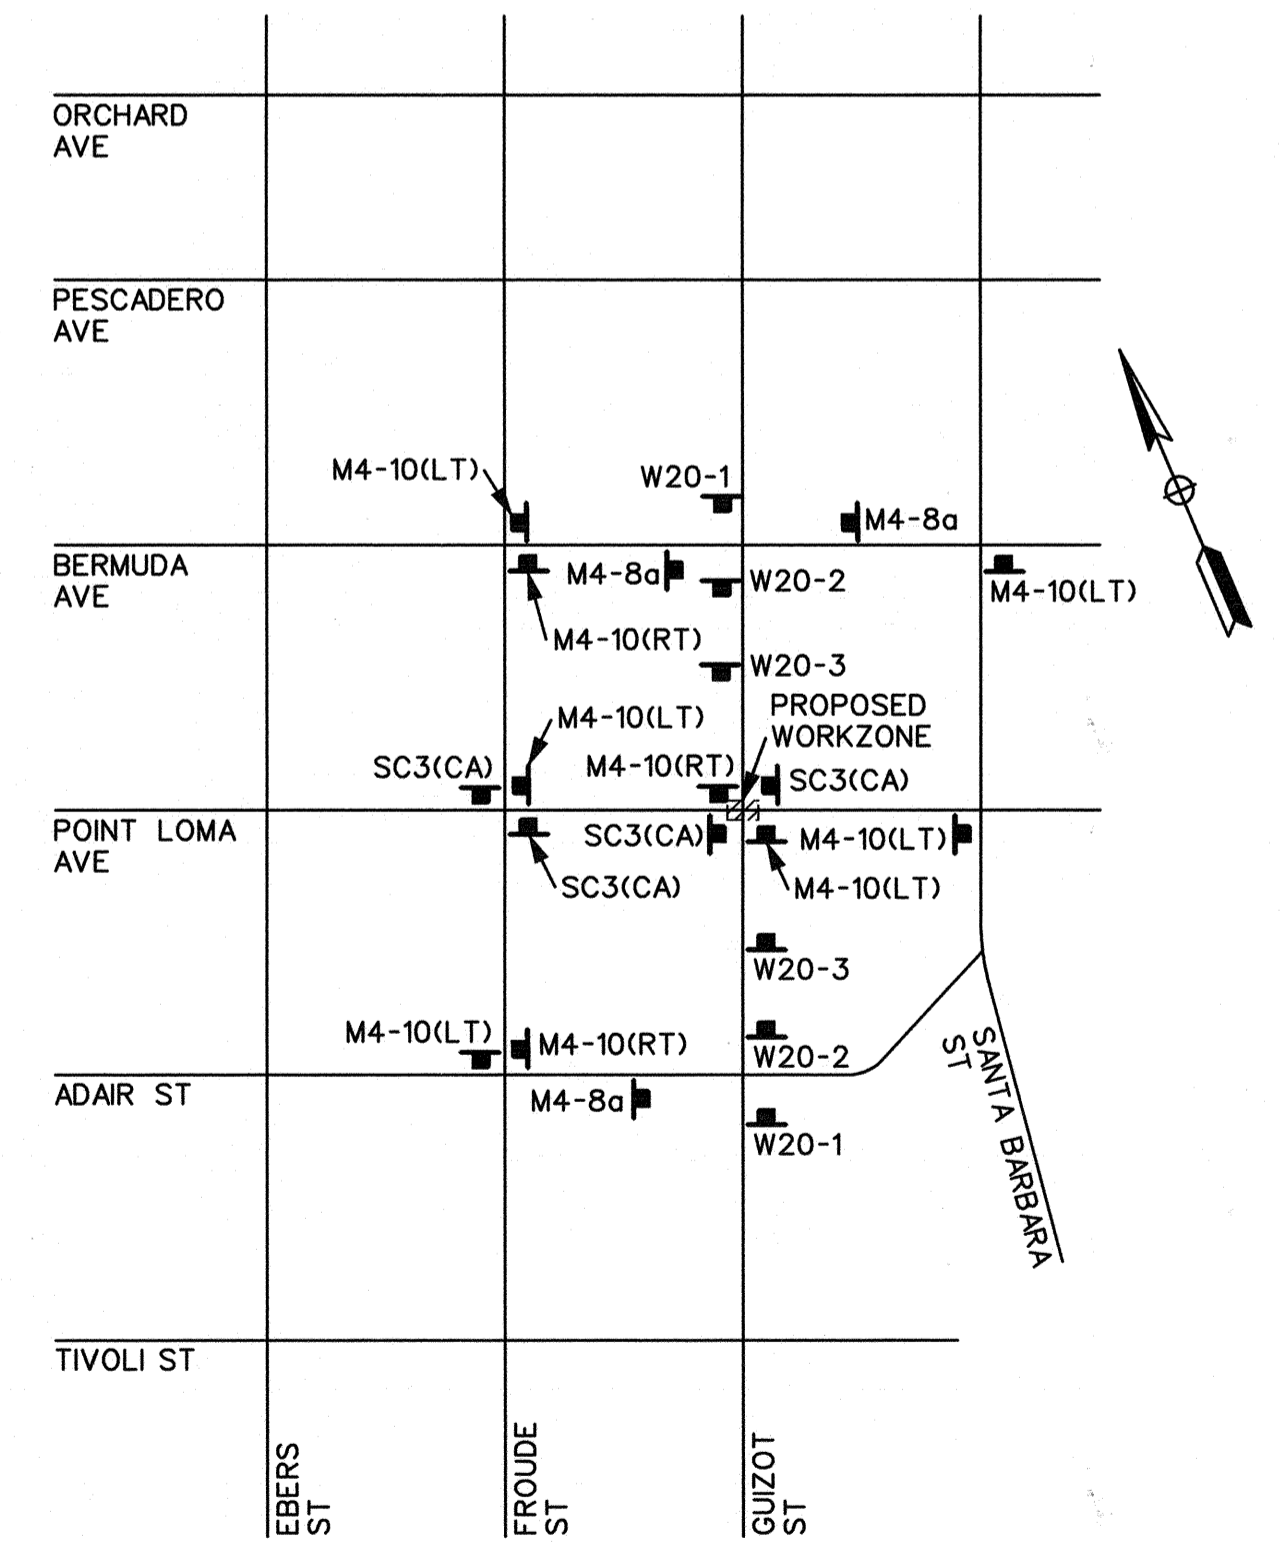 ORCHARD
AVE
PESCADERO
AVE
M4-10(LT)
W20-1
M4-8a
BERMUDA
AVE
M4-8a
W20-2
M4-10(LT)
M4-10(RT)
W20-3
PROPOSED
WORKZONE
M4-10(LT)
SC3(CA)
M4-10(RT)
SC3(CA)
POINT LOMA
AVE
SC3(CA)
M4-10(LT)
SC3(CA)
M4-10(LT)
W20-3
M4-10(LT)
M4-10(RT)
W20-2
SANTA BARBARA
ST
ADAIR ST
M4-8a
W20-1
TIVOLI ST
EBERS
ST
FROUDE
ST
GUIZOT
ST